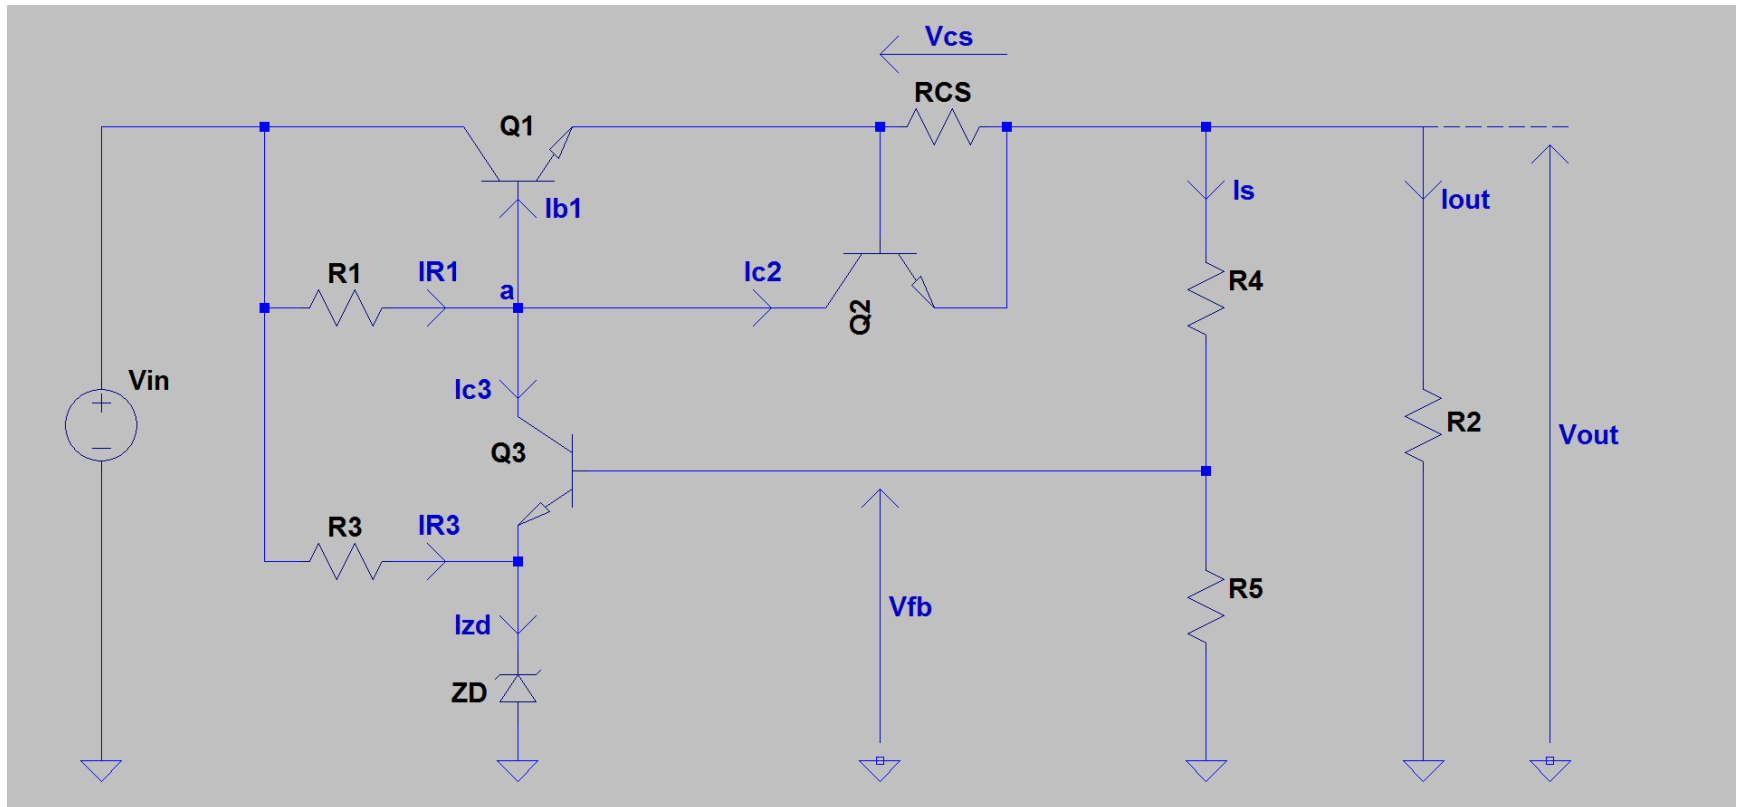 Vcs
RCS
Q1
Is
Ib1
Iout
R1
IR1
a
Ic2
R4
Q2
Vin
Ic3
R2
Vout
Q3
R3
IR3
R5
Vfb
Izd
ZD